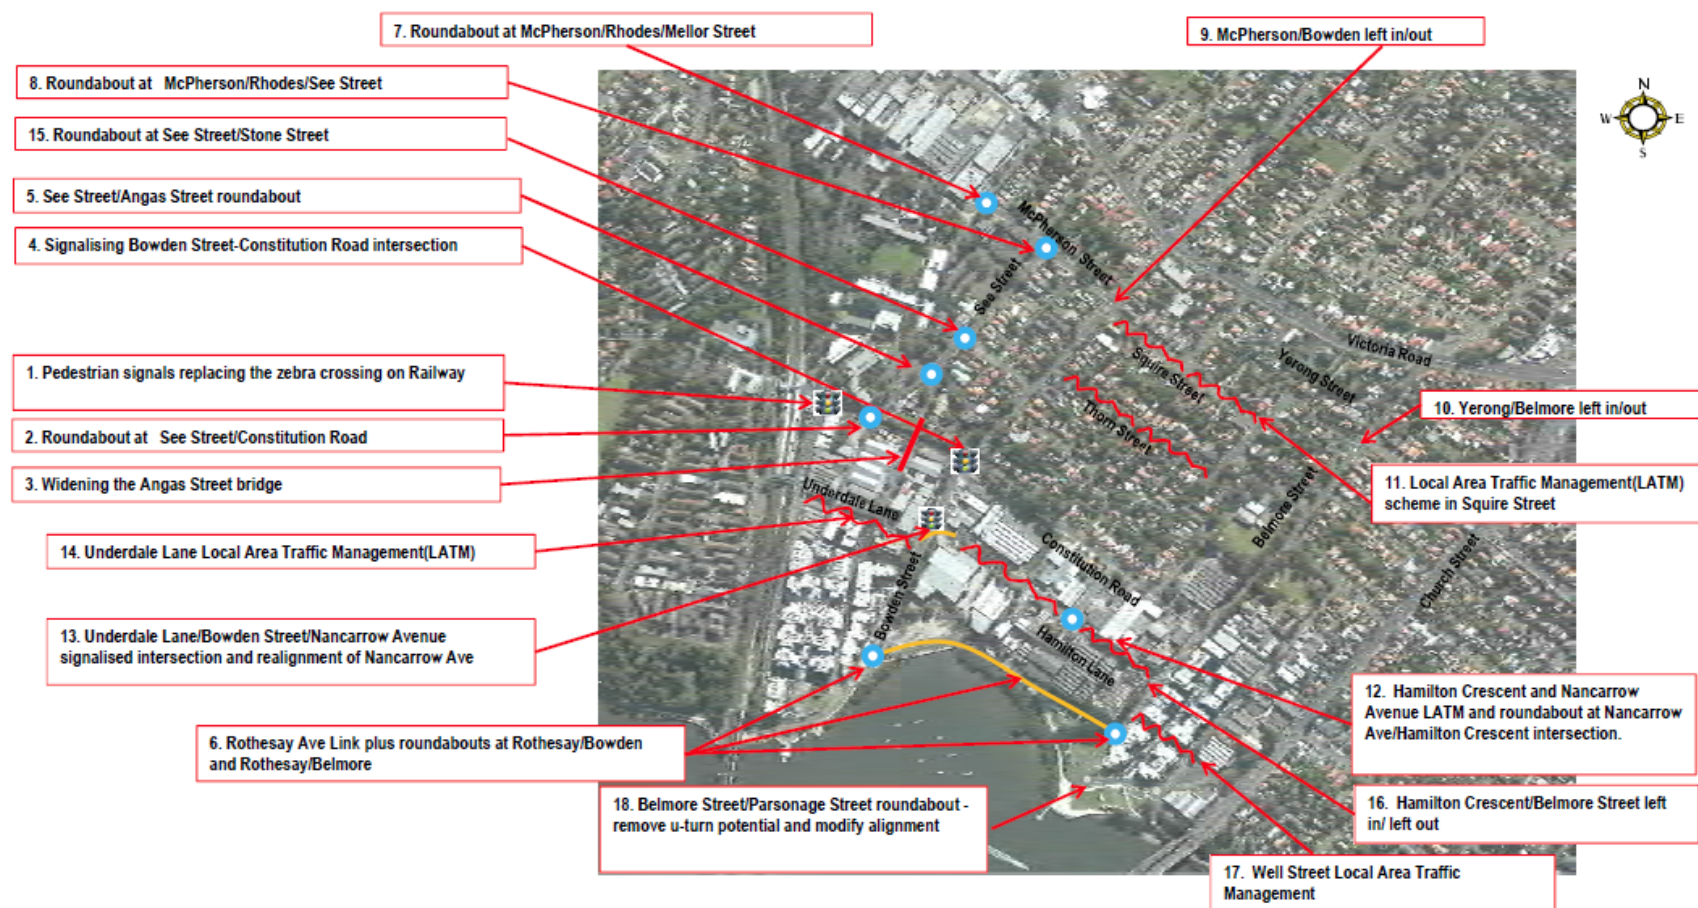 7. Roundabout at McPherson/Rhodes/Mellor Street
9. McPherson/Bowden left in/out
8. Roundabout at McPherson/Rhodes/See Street
15. Roundabout at See Street/Stone Street
5. See Street/Angas Street roundabout
4. Signalising Bowden Street-Constitution Road intersection
1. Pedestrian signals replacing the zebra crossing on Railway
2. Roundabout at See Street/Constitution Road
3. Widening the Angas Street bridge
14. Underdale Lane Local Area Traffic Management(LATM)
13. Underdale Lane/Bowden Street/Nancarrow Avenue
signalised intersection and realignment of Nancarrow Ave
6. Rothesay Ave Link plus roundabouts at Rothesay/Bowden
and Rothesay/Belmore
18. Belmore Street/Parsonage Street roundabout -
remove u-turn potential and modify alignment
N
W
E
S
McPherson Street
See Street
Victoria Road
Yerong Street
Squire Street
Thorn Street
Belmore Street
Church Street
Underdale Lane
Constitution Road
Bowden Street
Hamilton Lane
10. Yerong/Belmore left in/out
11. Local Area Traffic Management(LATM)
scheme in Squire Street
12. Hamilton Crescent and Nancarrow
Avenue LATM and roundabout at Nancarrow
Ave/Hamilton Crescent intersection.
16. Hamilton Crescent/Belmore Street left
in/ left out
17. Well Street Local Area Traffic
Management